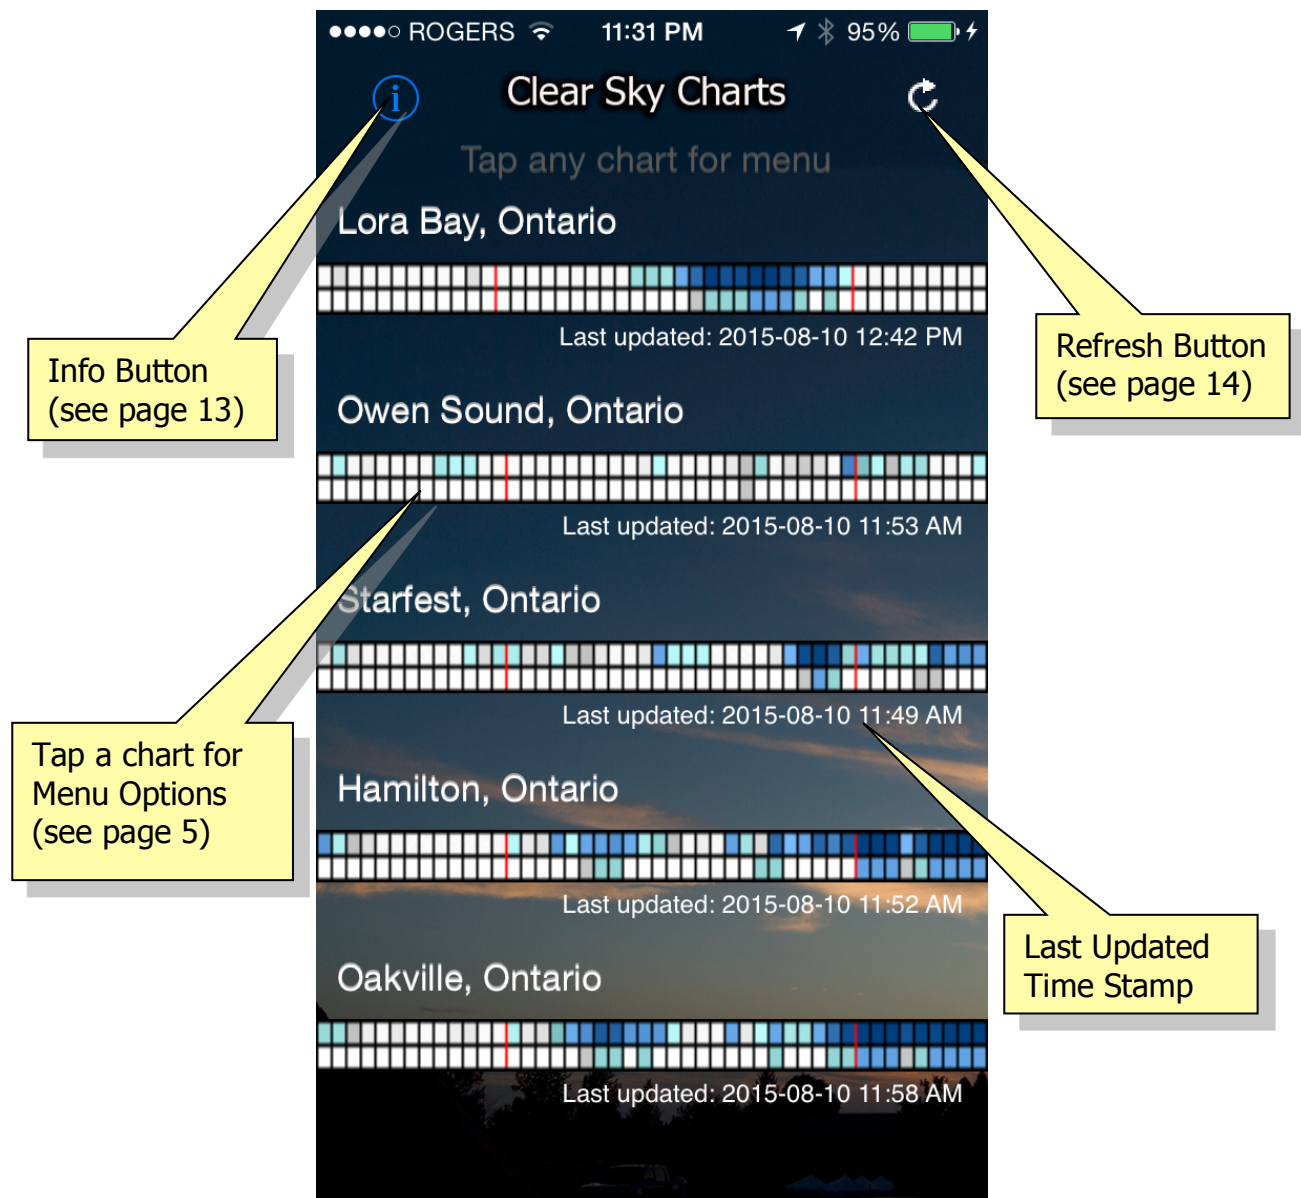 ROGERS 11:31 PM 95%
Clear Sky Charts
Tap any chart for menu
Lora Bay, Ontario
Last updated: 2015-08-10 12:42 PM
Info Button
(see page 13)
Refresh Button
(see page 14)
Owen Sound, Ontario
Last updated: 2015-08-10 11:53 AM
Starfest, Ontario
Last updated: 2015-08-10 11:49 AM
Tap a chart for
Menu Options
(see page 5)
Hamilton, Ontario
Last updated: 2015-08-10 11:52 AM
Last Updated
Time Stamp
Oakville, Ontario
Last updated: 2015-08-10 11:58 AM